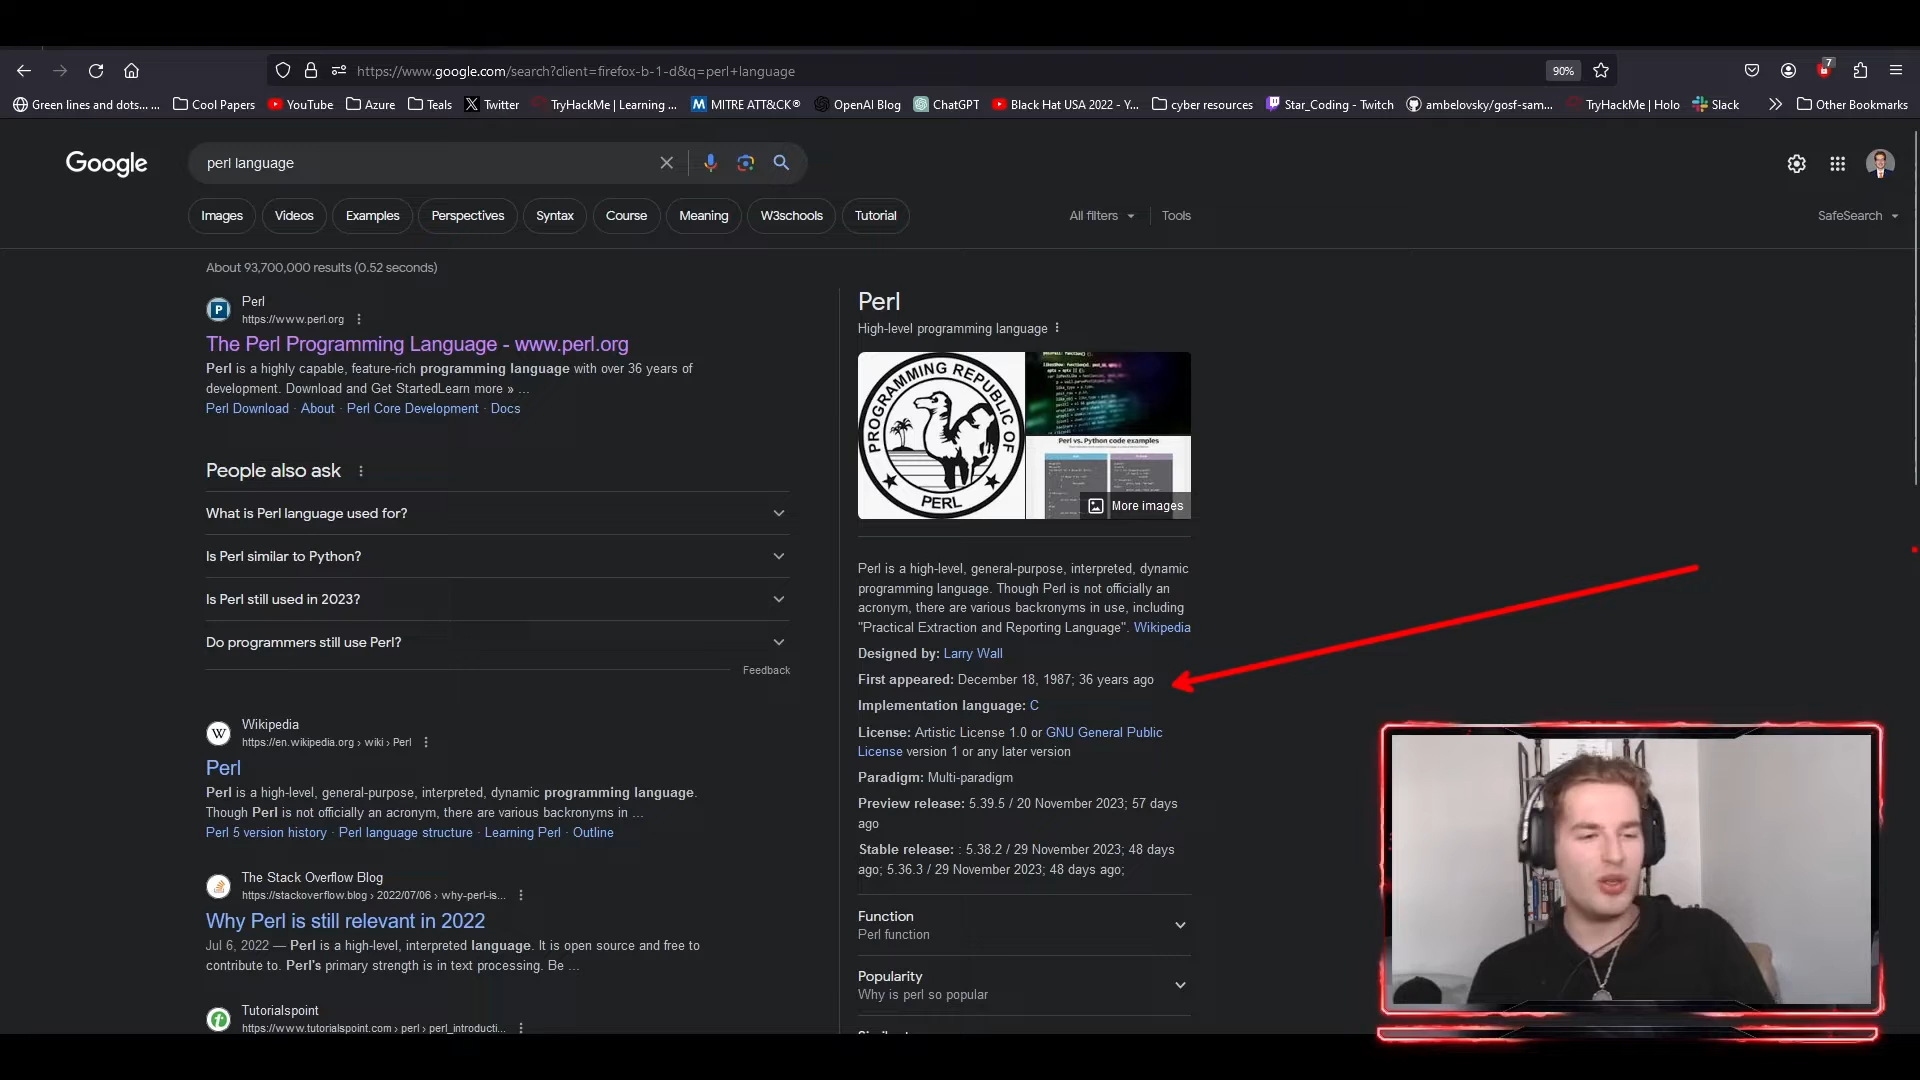 https://www.google.com/search?client=firefox-b-1-d&q=perl+language
90%
7
Green lines and dots... ...
Cool Papers
YouTube
Azure
Teals
Twitter
TryHackMe | Learning ...
MITRE ATT&CK®
OpenAI Blog
ChatGPT
Black Hat USA 2022 - Y...
cyber resources
Star_Coding - Twitch
ambelovsky/gosf-sam...
TryHackMe | Holo
Slack
Other Bookmarks
Google
perl language
Images
Videos
Examples
Perspectives
Syntax
Course
Meaning
W3schools
Tutorial
All filters
Tools
SafeSearch
About 93,700,000 results (0.52 seconds)
Perl
https://www.perl.org
The Perl Programming Language - www.perl.org
Perl is a highly capable, feature-rich programming language with over 36 years of
development. Download and Get StartedLearn more » ...
Perl Download · About · Perl Core Development · Docs
People also ask
What is Perl language used for?
Is Perl similar to Python?
Is Perl still used in 2023?
Do programmers still use Perl?
Feedback
Wikipedia
https://en.wikipedia.org › wiki › Perl
Perl
Perl is a high-level, general-purpose, interpreted, dynamic programming language.
Though Perl is not officially an acronym, there are various backronyms in ...
Perl 5 version history · Perl language structure · Learning Perl · Outline
The Stack Overflow Blog
https://stackoverflow.blog › 2022/07/06 › why-perl-is...
Why Perl is still relevant in 2022
Jul 6, 2022 — Perl is a high-level, interpreted language. It is open source and free to
contribute to. Perl's primary strength is in text processing. Be ...
Tutorialspoint
https://www.tutorialspoint.com › perl › perl_introducti...
Perl
High-level programming language
PROGRAMMING REPUBLIC OF
PERL
Perl vs. Python code examples
More images
Perl is a high-level, general-purpose, interpreted, dynamic
programming language. Though Perl is not officially an
acronym, there are various backronyms in use, including
"Practical Extraction and Reporting Language". Wikipedia
Designed by: Larry Wall
First appeared: December 18, 1987; 36 years ago
Implementation language: C
License: Artistic License 1.0 or GNU General Public
License version 1 or any later version
Paradigm: Multi-paradigm
Preview release: 5.39.5 / 20 November 2023; 57 days
ago
Stable release: : 5.38.2 / 29 November 2023; 48 days
ago; 5.36.3 / 29 November 2023; 48 days ago;
Function
Perl function
Popularity
Why is perl so popular